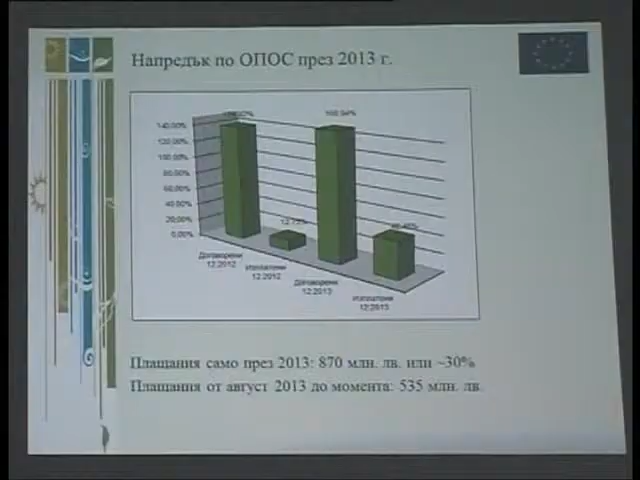 Напредък по ОПОС през 2013 г.
140,00%
120,00%
100,00%
80,00%
60,00%
40,00%
20,00%
0,00%
Договорени
12.2012
Изплатени
12.2012
Договорени
12.2013
Изплатени
12.2013
Плащания само през 2013: 870 млн. лв. или ~30%
Плащания от август 2013 до момента: 535 млн. лв.